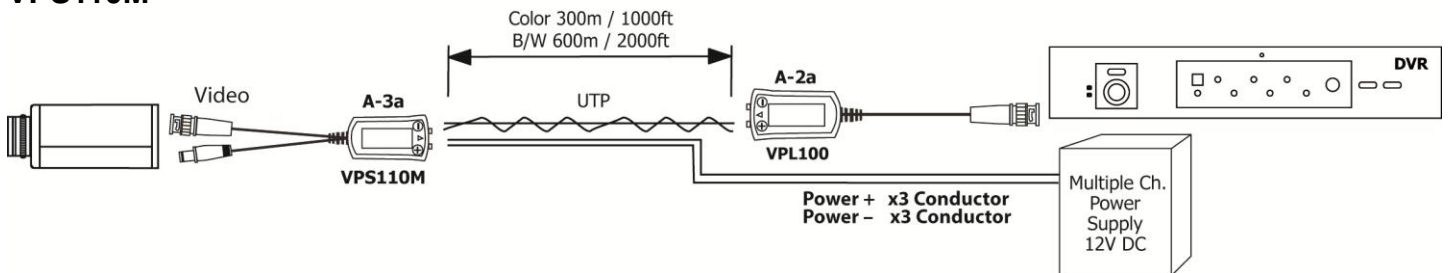 Color 300m / 1000ft
B/W 600m / 2000ft
DVR
A-2a
Video
A-3a
UTP
VPL100
VPS110M
Power + x3 Conductor
Power – x3 Conductor
Multiple Ch.
Power
Supply
12V DC